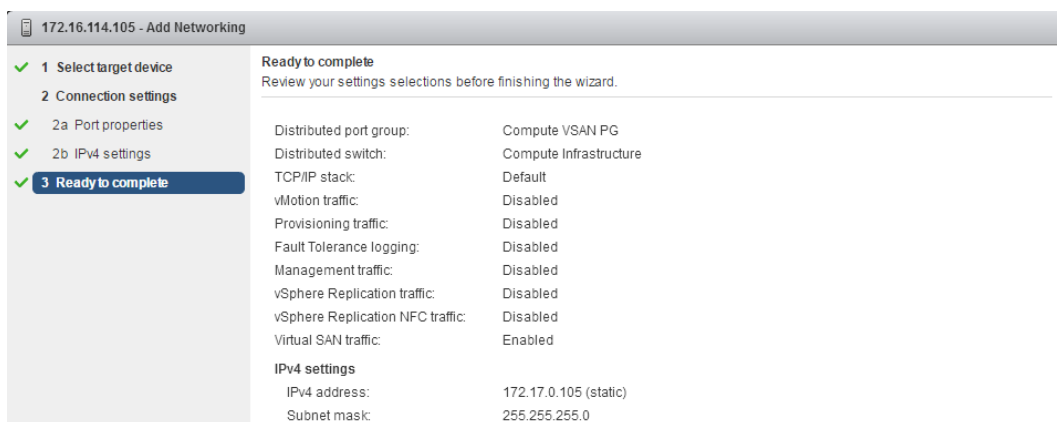 172.16.114.105 - Add Networking
1 Select target device
2 Connection settings
2a Port properties
2b IPv4 settings
3 Ready to complete
Ready to complete
Review your settings selections before finishing the wizard.
Distributed port group: Compute VSAN PG
Distributed switch: Compute Infrastructure
TCP/IP stack: Default
vMotion traffic: Disabled
Provisioning traffic: Disabled
Fault Tolerance logging: Disabled
Management traffic: Disabled
vSphere Replication traffic: Disabled
vSphere Replication NFC traffic: Disabled
Virtual SAN traffic: Enabled
IPv4 settings
IPv4 address: 172.17.0.105 (static)
Subnet mask: 255.255.255.0